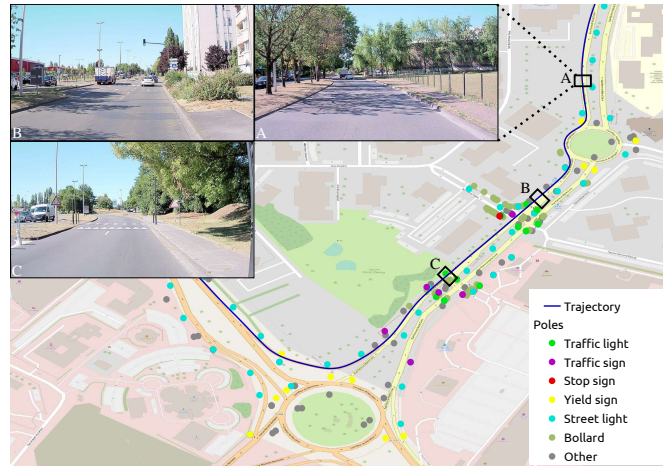 B
A
C
A
B
C
Trajectory
Poles
Traffic light
Traffic sign
Stop sign
Yield sign
Street light
Bollard
Other